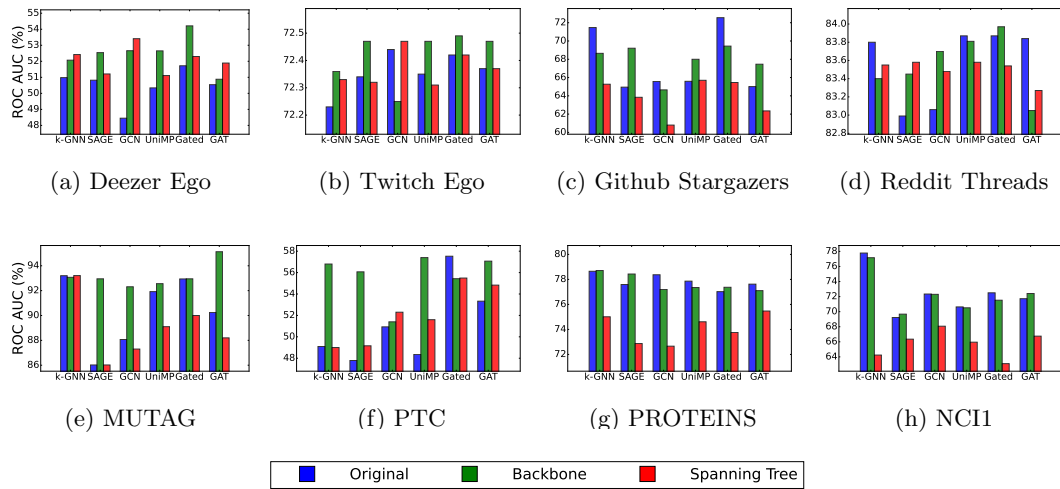 ROC AUC (%)
55
54
53
52
51
50
49
48
k-GNN SAGE GCN UniMP Gated GAT
(a) Deezer Ego
72.5
72.4
72.3
72.2
k-GNN SAGE GCN UniMP Gated GAT
(b) Twitch Ego
72
70
68
66
64
62
60
k-GNN SAGE GCN UniMP Gated GAT
(c) Github Stargazers
84.0
83.8
83.6
83.4
83.2
83.0
82.8
k-GNN SAGE GCN UniMP Gated GAT
(d) Reddit Threads
ROC AUC (%)
94
92
90
88
86
k-GNN SAGE GCN UniMP Gated GAT
(e) MUTAG
58
56
54
52
50
48
k-GNN SAGE GCN UniMP Gated GAT
(f) PTC
80
78
76
74
72
k-GNN SAGE GCN UniMP Gated GAT
(g) PROTEINS
78
76
74
72
70
68
66
64
k-GNN SAGE GCN UniMP Gated GAT
(h) NCI1
Original Backbone Spanning Tree